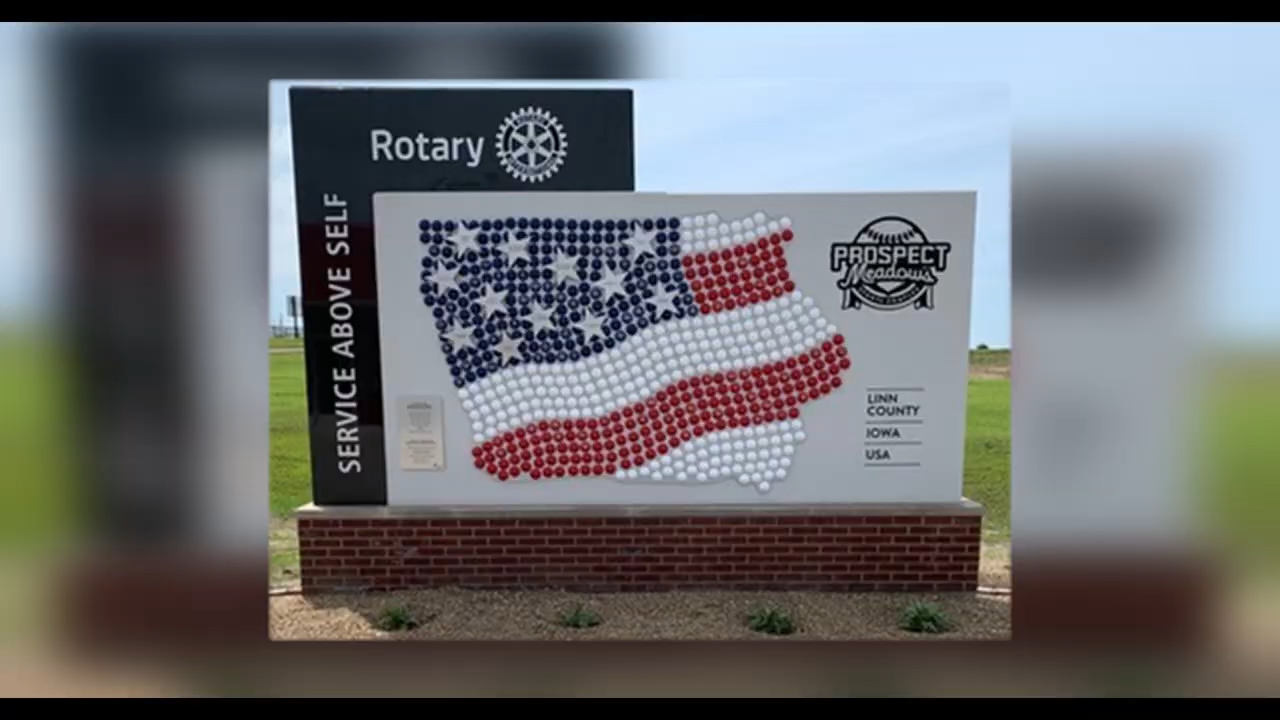 Rotary
SERVICE ABOVE SELF
PROSPECT
Meadows
LINN
COUNTY
IOWA
USA